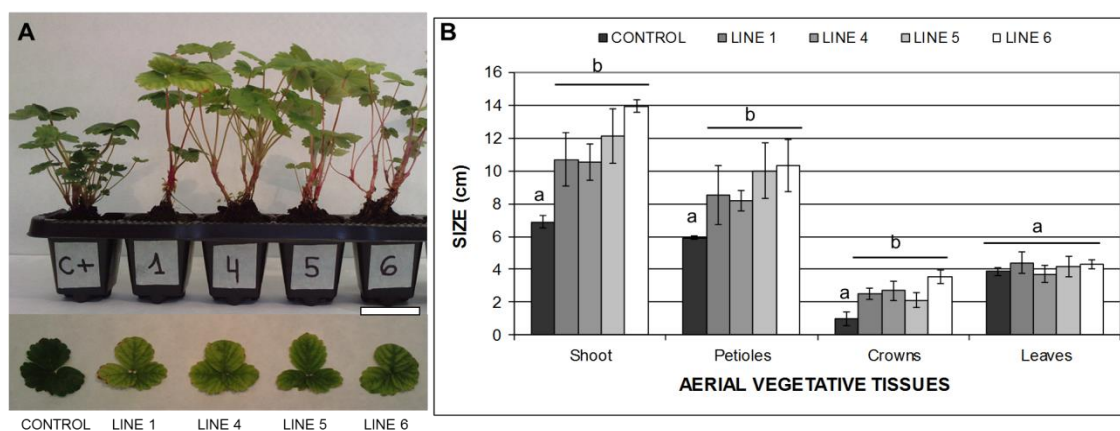 A
C+ 1 4 5 6
CONTROL LINE 1 LINE 4 LINE 5 LINE 6
B
CONTROL LINE 1 LINE 4 LINE 5 LINE 6
SIZE (cm)
16
14
12
10
8
6
4
2
0
a b
a b
a b
a
Shoot Petioles Crowns Leaves
AERIAL VEGETATIVE TISSUES